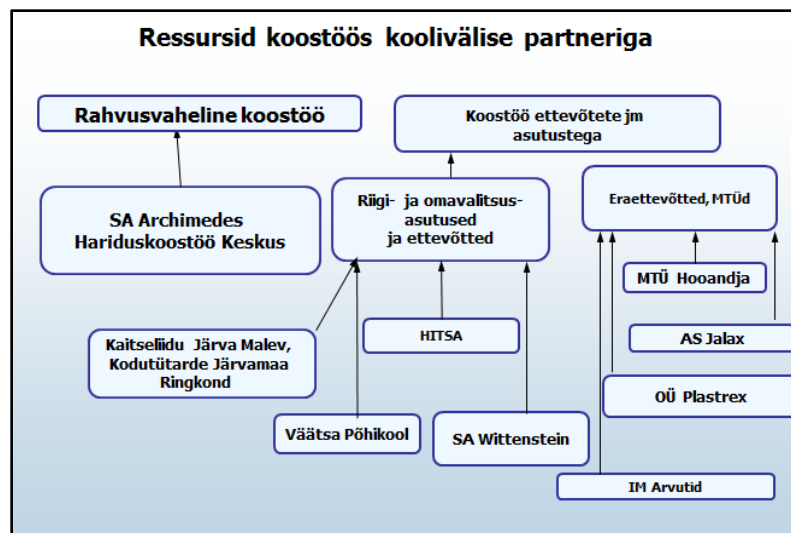 Ressursid koostöös koolivälise partneriga
Rahvusvaheline koostöö
Koostöö ettevõtete jm
asutustega
SA Archimedes
Hariduskoostöö Keskus
Riigi- ja omavalitsus-
asutused
ja ettevõtted
Eraettevõtted, MTÜd
MTÜ Hooandja
HITSA
AS Jalax
Kaitseliidu Järva Malev,
Kodutütarde Järvamaa
Ringkond
OÜ Plastrex
Väätsa Põhikool
SA Wittenstein
IM Arvutid